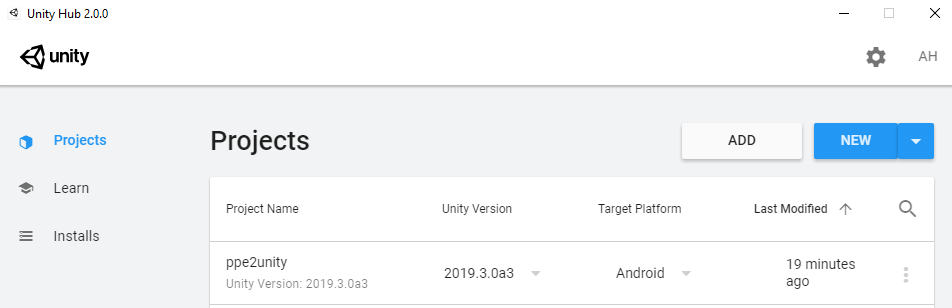 Unity Hub 2.0.0
unity
AH
Projects
Learn
Installs
Projects
ADD
NEW
Project Name Unity Version Target Platform Last Modified
ppe2unity
Unity Version: 2019.3.0a3
2019.3.0a3
Android
19 minutes
ago